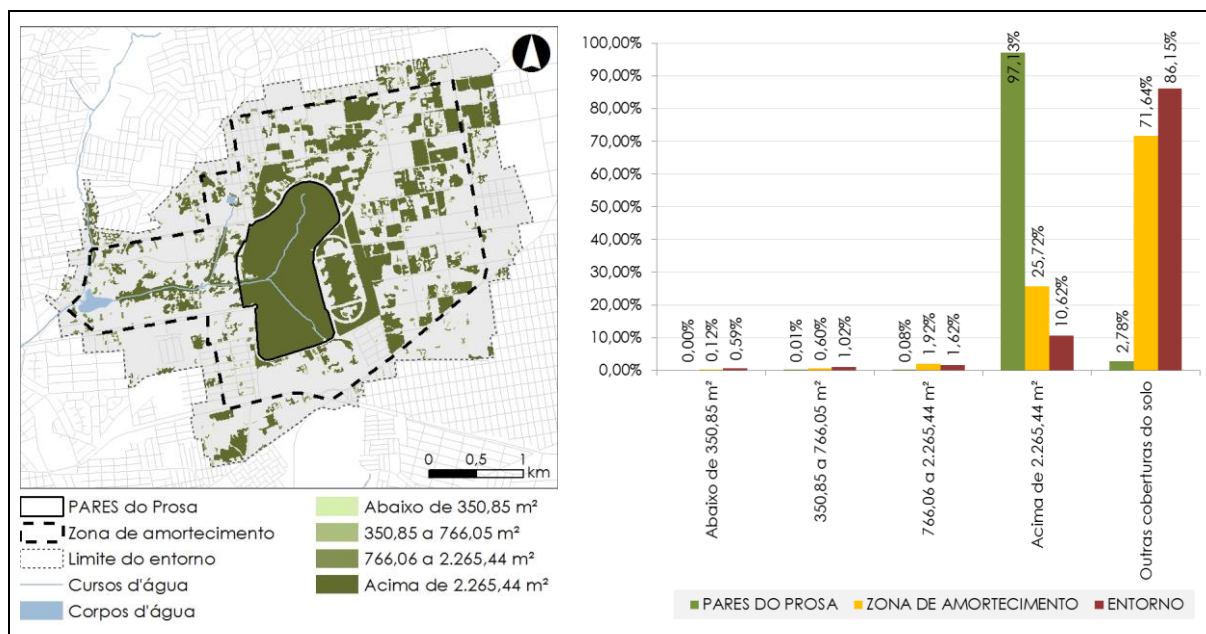 0 0,5 1
km
PARES do Prosa
Zona de amortecimento
Limite do entorno
Cursos d'água
Corpos d'água
Abaixo de 350,85 m²
350,85 a 766,05 m²
766,06 a 2.265,44 m²
Acima de 2.265,44 m²
100,00%
90,00%
80,00%
70,00%
60,00%
50,00%
40,00%
30,00%
20,00%
10,00%
0,00%
0,00%
0,12%
0,59%
0,01%
0,60%
1,02%
0,08%
1,92%
1,62%
97,13%
25,72%
10,62%
2,78%
71,64%
86,15%
Abaixo de 350,85 m²
350,85 a 766,05 m²
766,06 a 2.265,44 m²
Acima de 2.265,44 m²
Outras coberturas do solo
PARES DO PROSA ZONA DE AMORTECIMENTO ENTORNO